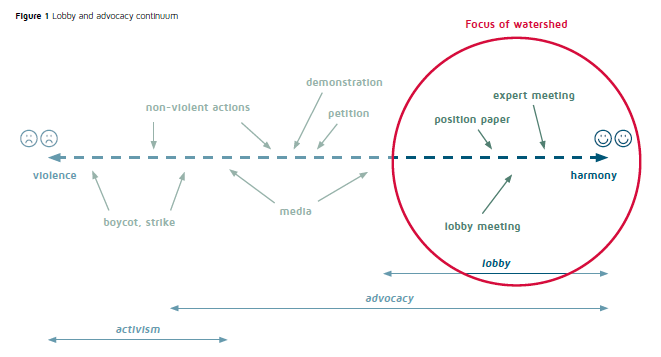 Figure 1 Lobby and advocacy continuum
Focus of watershed
demonstration
expert meeting
non-violent actions
petition
position paper
violence
harmony
media
boycot, strike
lobby meeting
lobby
advocacy
activism